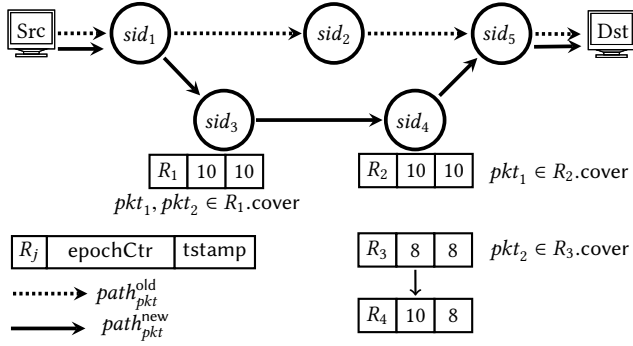 Src sid₁ sid₂ sid₅ Dst
sid₃ sid₄
R₁ 10 10 R₂ 10 10 pkt₁ ∈ R₂.cover
pkt₁, pkt₂ ∈ R₁.cover
Rⱼ epochCtr tstamp R₃ 8 8 pkt₂ ∈ R₃.cover
path_pkt^old
path_pkt^new R₄ 10 8